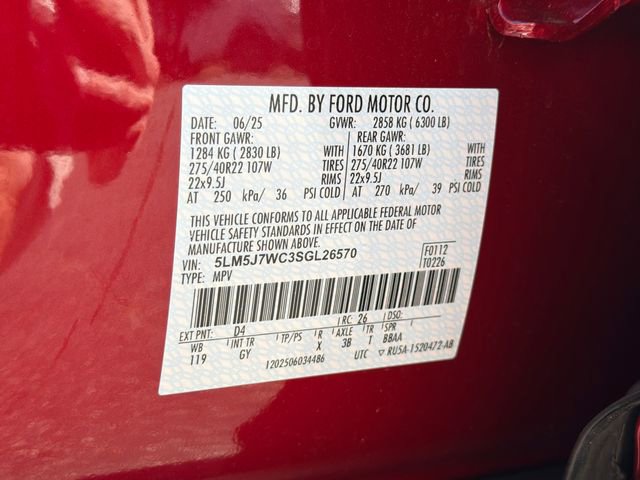 MFD. BY FORD MOTOR CO.
DATE: 06/25 GVWR: 2858 KG ( 6300 LB)
FRONT GAWR: REAR GAWR:
1284 KG ( 2830 LB) WITH 1670 KG ( 3681 LB) WITH
275/40R22 107W TIRES 275/40R22 107W TIRES
22x9.5J RIMS 22x9.5J RIMS
AT 250 kPa/ 36 PSI COLD AT 270 kPa/ 39 PSI COLD
THIS VEHICLE CONFORMS TO ALL APPLICABLE FEDERAL MOTOR
VEHICLE SAFETY STANDARDS IN EFFECT ON THE DATE OF
MANUFACTURE SHOWN ABOVE.
VIN: 5LM5J7WC3SGL26570 F0112
TYPE: MPV T0226
EXT PNT: D4 RC: 26 DSO:
WB INT TR TP/PS R AXLE TR SPR
119 GY X 3B T BBAA
1202506034486 UTC ▽ RU5A-1520472-AB